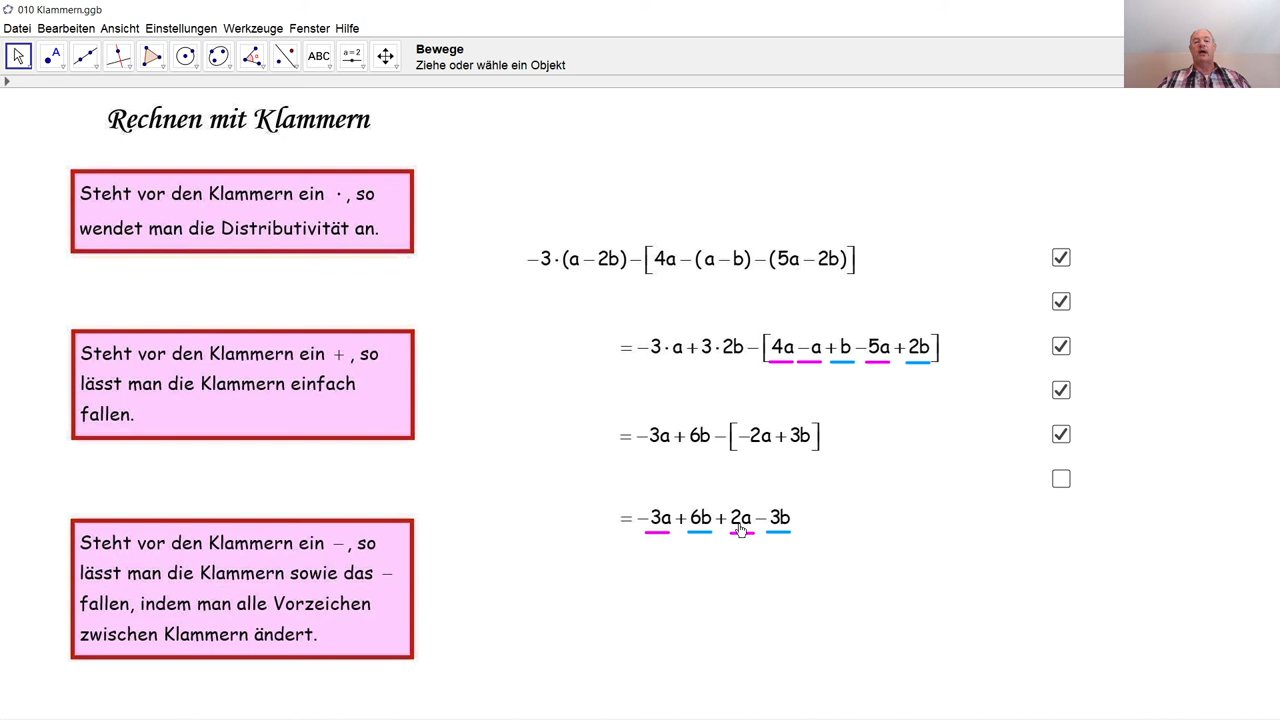 010 Klammern.ggb
Datei Bearbeiten Ansicht Einstellungen Werkzeuge Fenster Hilfe
A
ABC
a=2
Bewege
Ziehe oder wähle ein Objekt
Rechnen mit Klammern
Steht vor den Klammern ein ·, so
wendet man die Distributivität an.
Steht vor den Klammern ein +, so
lässt man die Klammern einfach
fallen.
Steht vor den Klammern ein −, so
lässt man die Klammern sowie das −
fallen, indem man alle Vorzeichen
zwischen Klammern ändert.
−3·(a−2b)−[4a−(a−b)−(5a−2b)]
=−3·a+3·2b−[4a−a+b−5a+2b]
=−3a+6b−[−2a+3b]
=−3a+6b+2a−3b